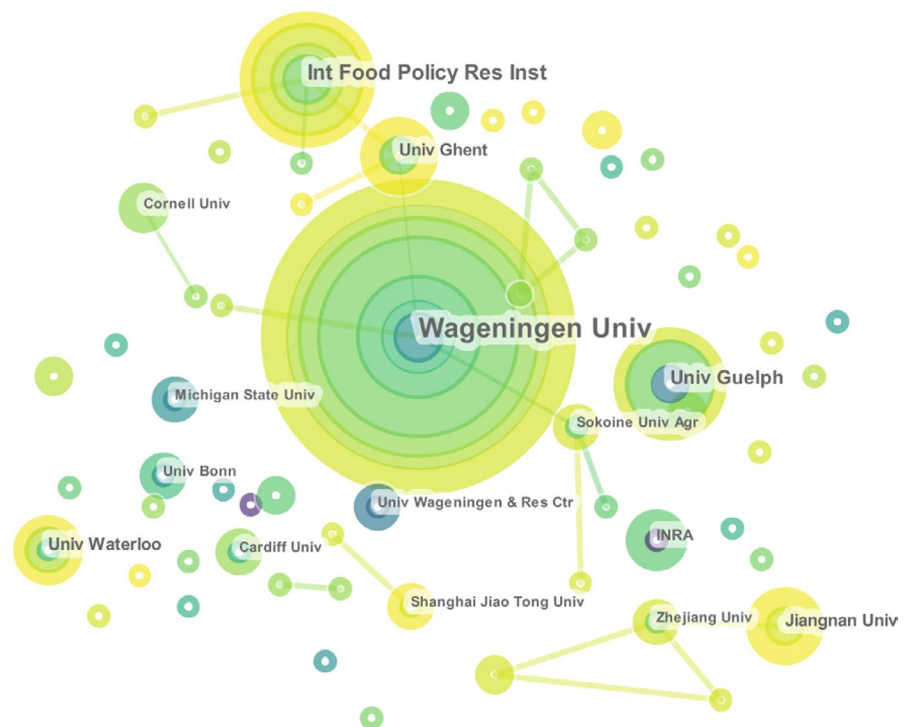 Int Food Policy Res Inst
Univ Ghent
Cornell Univ
Wageningen Univ
Univ Guelph
Michigan State Univ
Sokoine Univ Agr
Univ Bonn
Univ Wageningen & Res Ctr
INRA
Univ Waterloo
Cardiff Univ
Shanghai Jiao Tong Univ
Zhejiang Univ
Jiangnan Univ